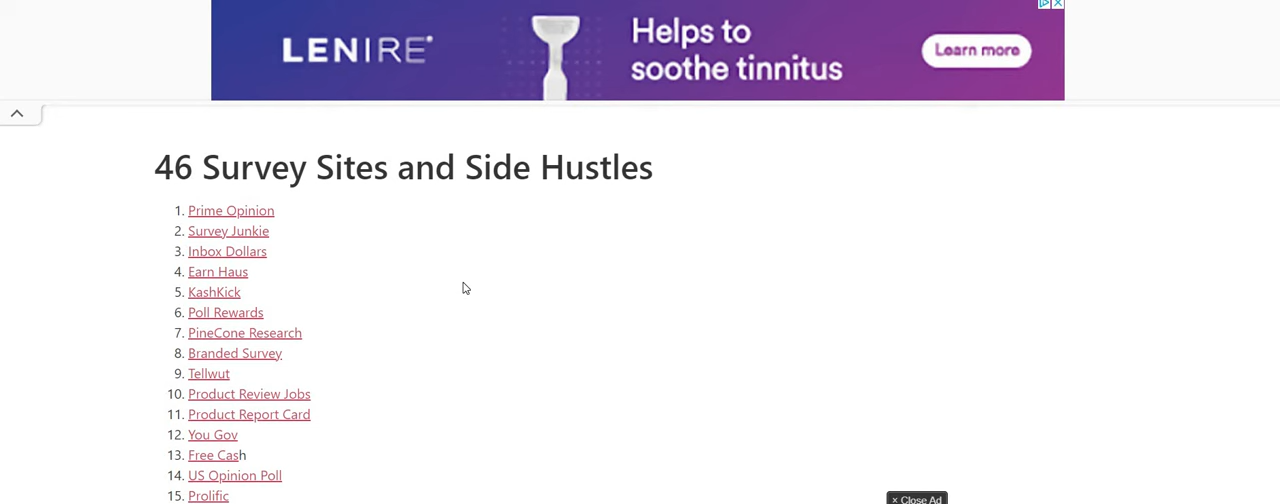 LENIRE
Helps to
soothe tinnitus
Learn more
46 Survey Sites and Side Hustles
1. Prime Opinion
2. Survey Junkie
3. Inbox Dollars
4. Earn Haus
5. KashKick
6. Poll Rewards
7. PineCone Research
8. Branded Survey
9. Tellwut
10. Product Review Jobs
11. Product Report Card
12. You Gov
13. Free Cash
14. US Opinion Poll
15. Prolific
× Close Ad